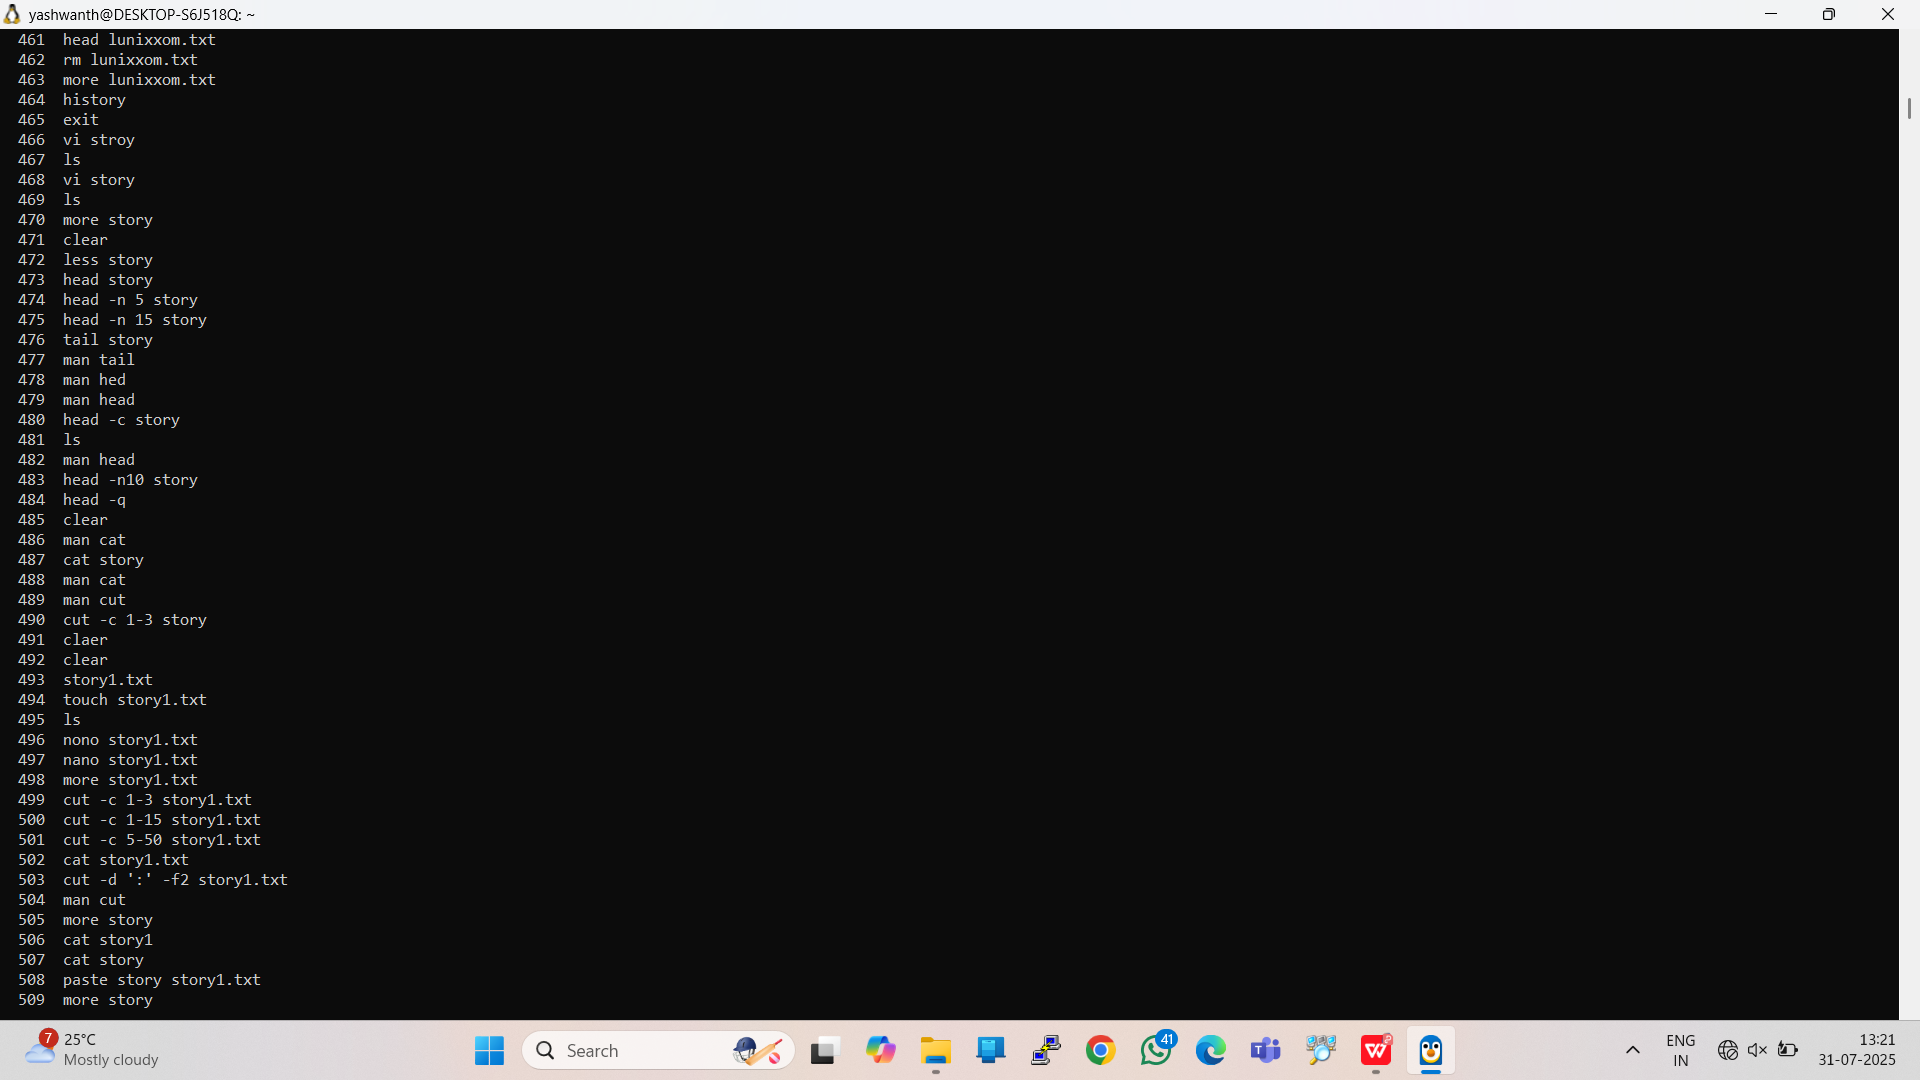 yashwanth@DESKTOP-S6J518Q: ~
461 head lunixxom.txt
462 rm lunixxom.txt
463 more lunixxom.txt
464 history
465 exit
466 vi stroy
467 ls
468 vi story
469 ls
470 more story
471 clear
472 less story
473 head story
474 head -n 5 story
475 head -n 15 story
476 tail story
477 man tail
478 man hed
479 man head
480 head -c story
481 ls
482 man head
483 head -n10 story
484 head -q
485 clear
486 man cat
487 cat story
488 man cat
489 man cut
490 cut -c 1-3 story
491 claer
492 clear
493 story1.txt
494 touch story1.txt
495 ls
496 nono story1.txt
497 nano story1.txt
498 more story1.txt
499 cut -c 1-3 story1.txt
500 cut -c 1-15 story1.txt
501 cut -c 5-50 story1.txt
502 cat story1.txt
503 cut -d ':' -f2 story1.txt
504 man cut
505 more story
506 cat story1
507 cat story
508 paste story story1.txt
509 more story
7
25°C
Mostly cloudy
Search
41
ENG
IN
13:21
31-07-2025